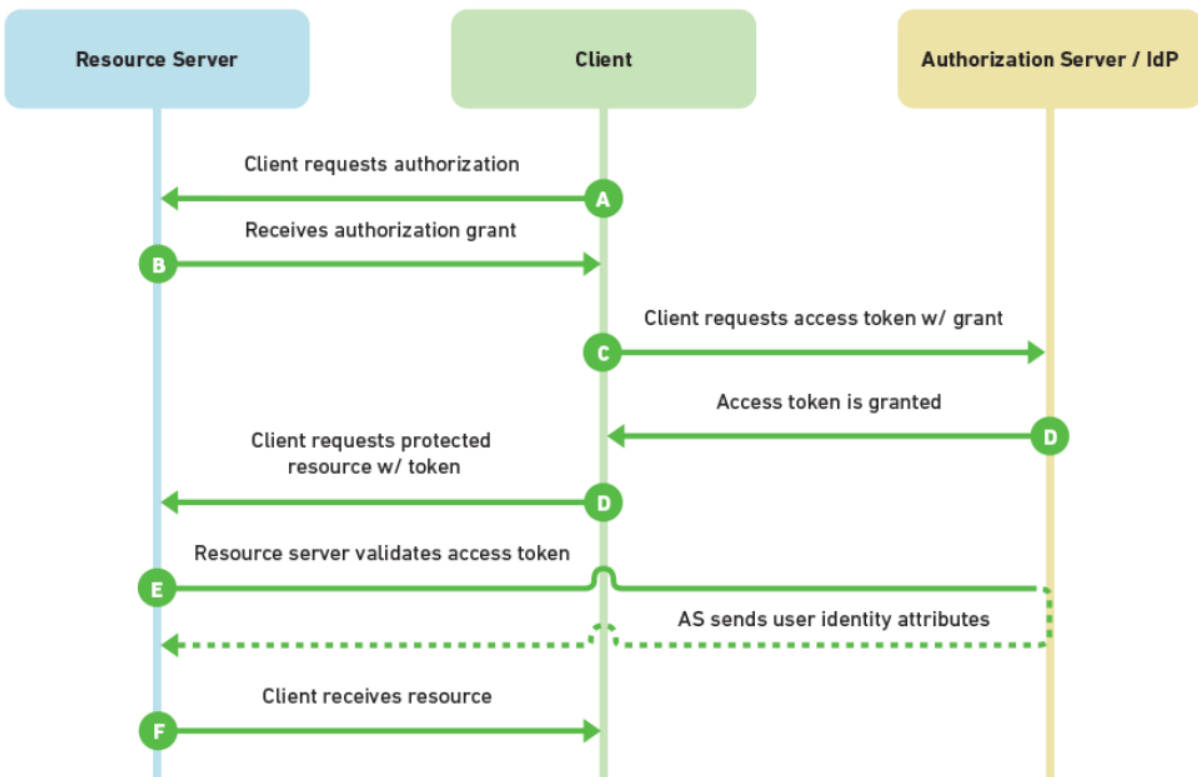 Resource Server
Client
Authorization Server / IdP
Client requests authorization
A
Receives authorization grant
B
Client requests access token w/ grant
C
Access token is granted
D
Client requests protected
resource w/ token
D
Resource server validates access token
E
AS sends user identity attributes
Client receives resource
F